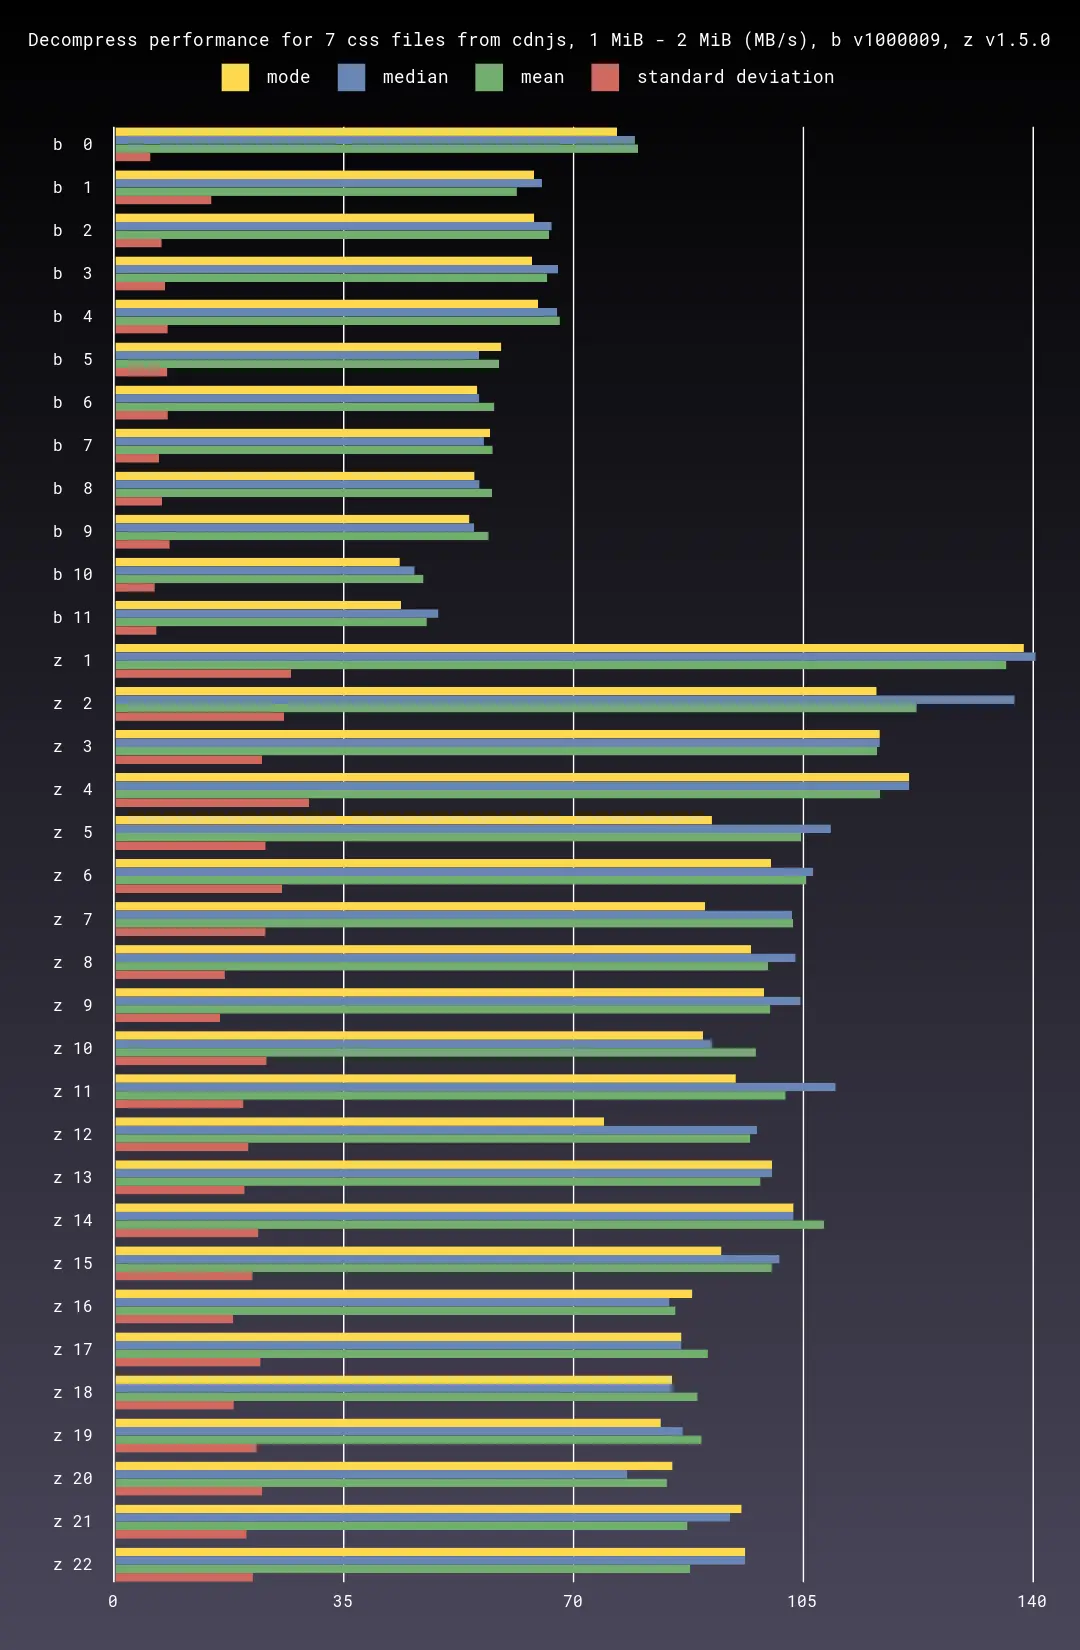 Decompress performance for 7 css files from cdnjs, 1 MiB - 2 MiB (MB/s), b v1000009, z v1.5.0
mode median mean standard deviation
b 0
b 1
b 2
b 3
b 4
b 5
b 6
b 7
b 8
b 9
b 10
b 11
z 1
z 2
z 3
z 4
z 5
z 6
z 7
z 8
z 9
z 10
z 11
z 12
z 13
z 14
z 15
z 16
z 17
z 18
z 19
z 20
z 21
z 22
0 35 70 105 140